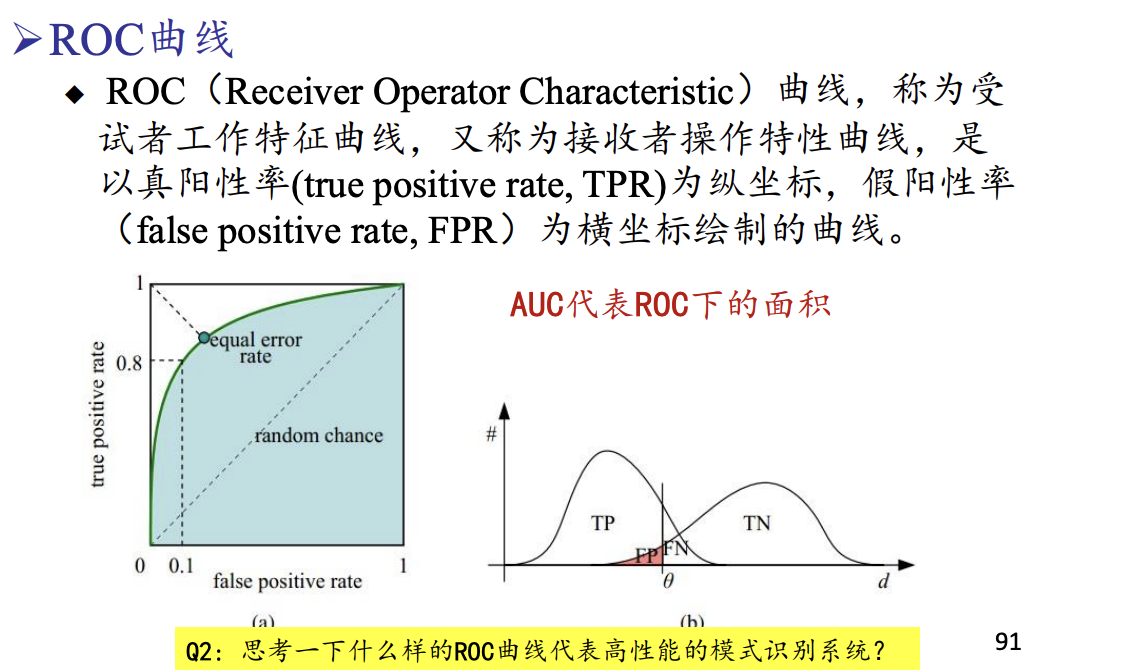 ➢ROC曲线
◆ ROC（Receiver Operator Characteristic）曲线，称为受
试者工作特征曲线，又称为接收者操作特性曲线，是
以真阳性率(true positive rate, TPR)为纵坐标，假阳性率
（false positive rate, FPR）为横坐标绘制的曲线。
AUC代表ROC下的面积
1
equal error
rate
0.8
true positive rate
random chance
0 0.1 1
false positive rate
(a)
#
TP
TN
FP FN
θ
d
(b)
Q2: 思考一下什么样的ROC曲线代表高性能的模式识别系统?
91